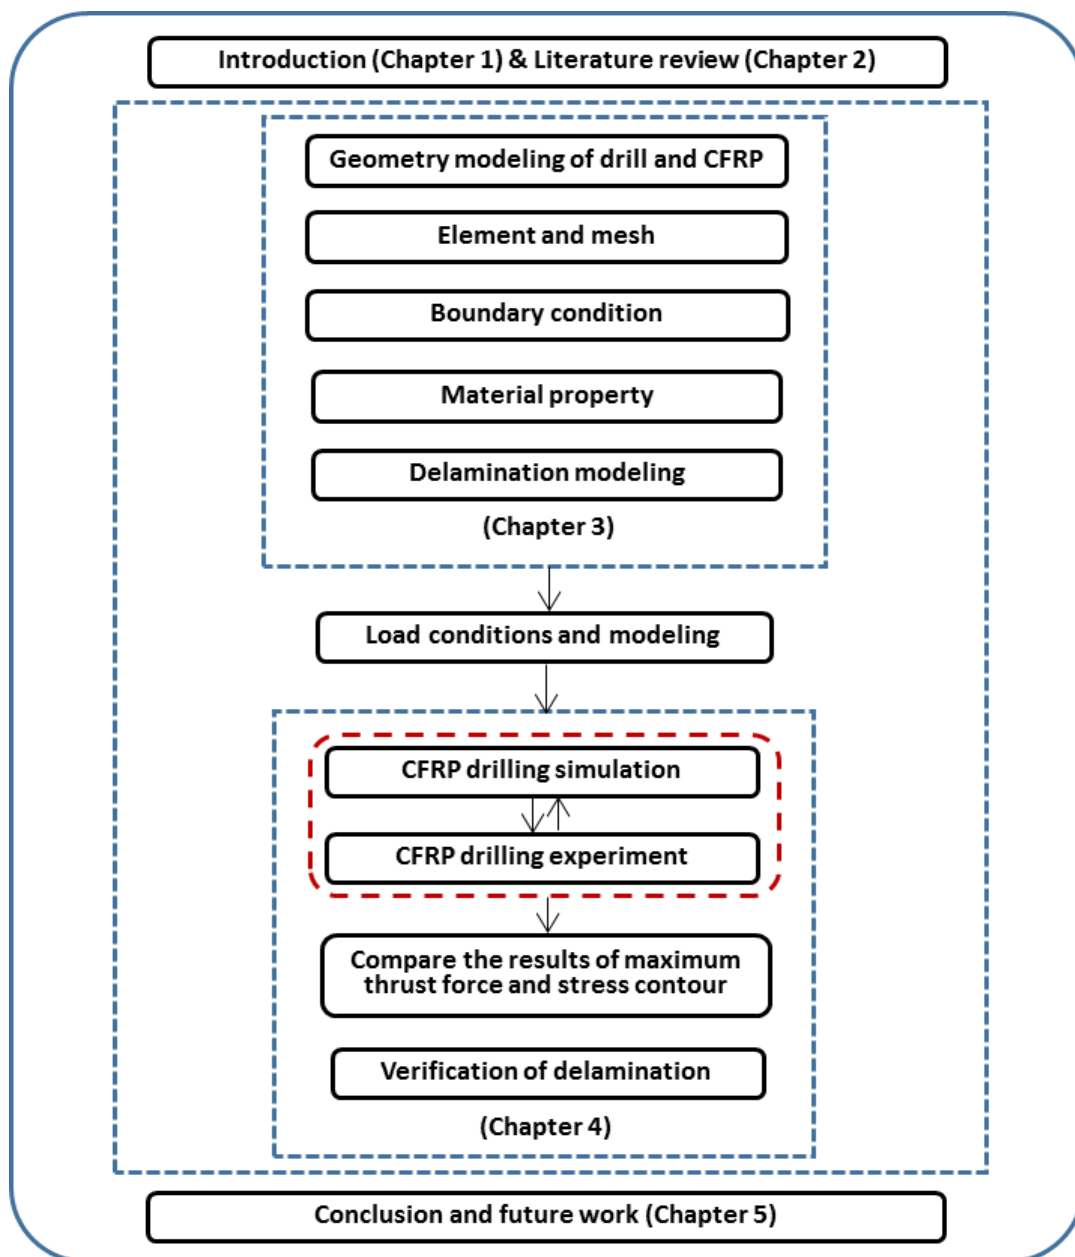 Introduction (Chapter 1) & Literature review (Chapter 2)
Geometry modeling of drill and CFRP
Element and mesh
Boundary condition
Material property
Delamination modeling
(Chapter 3)
Load conditions and modeling
CFRP drilling simulation
CFRP drilling experiment
Compare the results of maximum
thrust force and stress contour
Verification of delamination
(Chapter 4)
Conclusion and future work (Chapter 5)